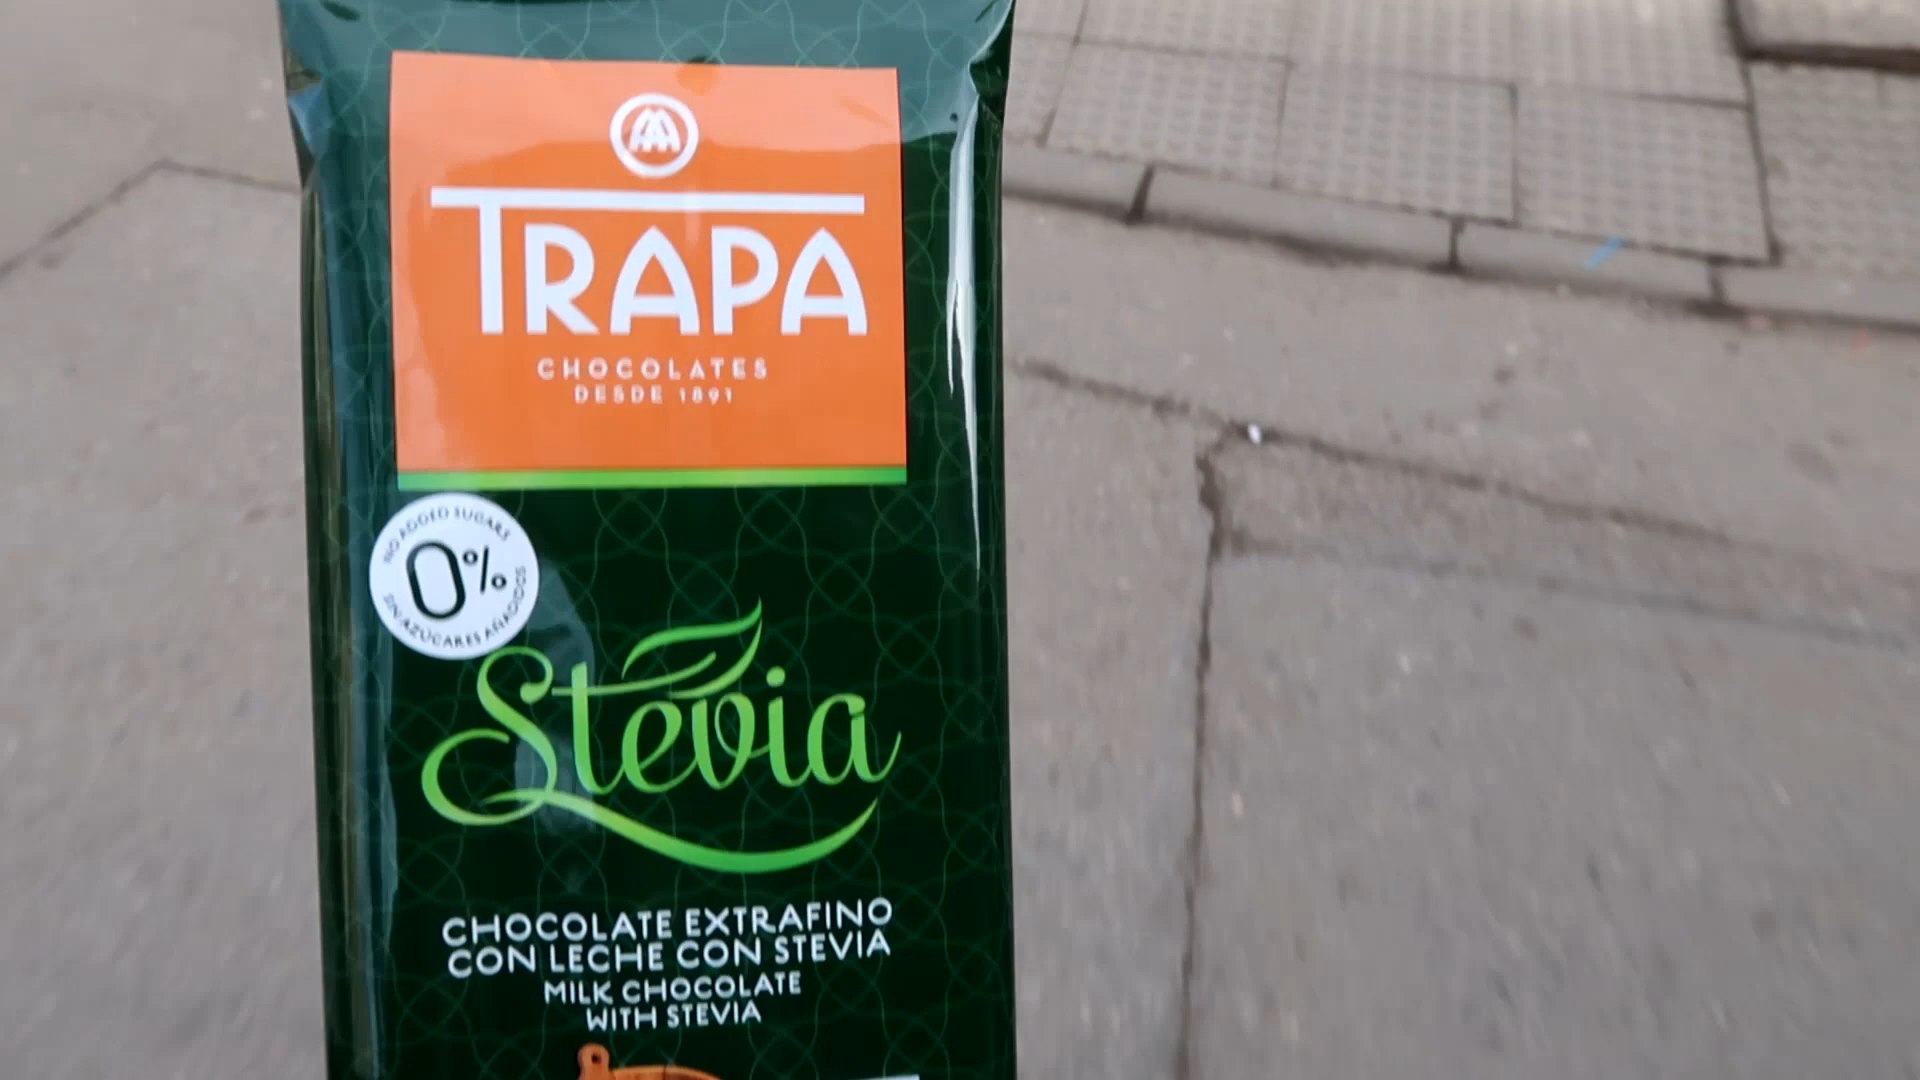 TRAPA
CHOCOLATES
DESDE 1891
NO ADDED SUGARS
0%
SIN AZÚCARES AÑADIDOS
Stevia
CHOCOLATE EXTRAFINO
CON LECHE CON STEVIA
MILK CHOCOLATE
WITH STEVIA